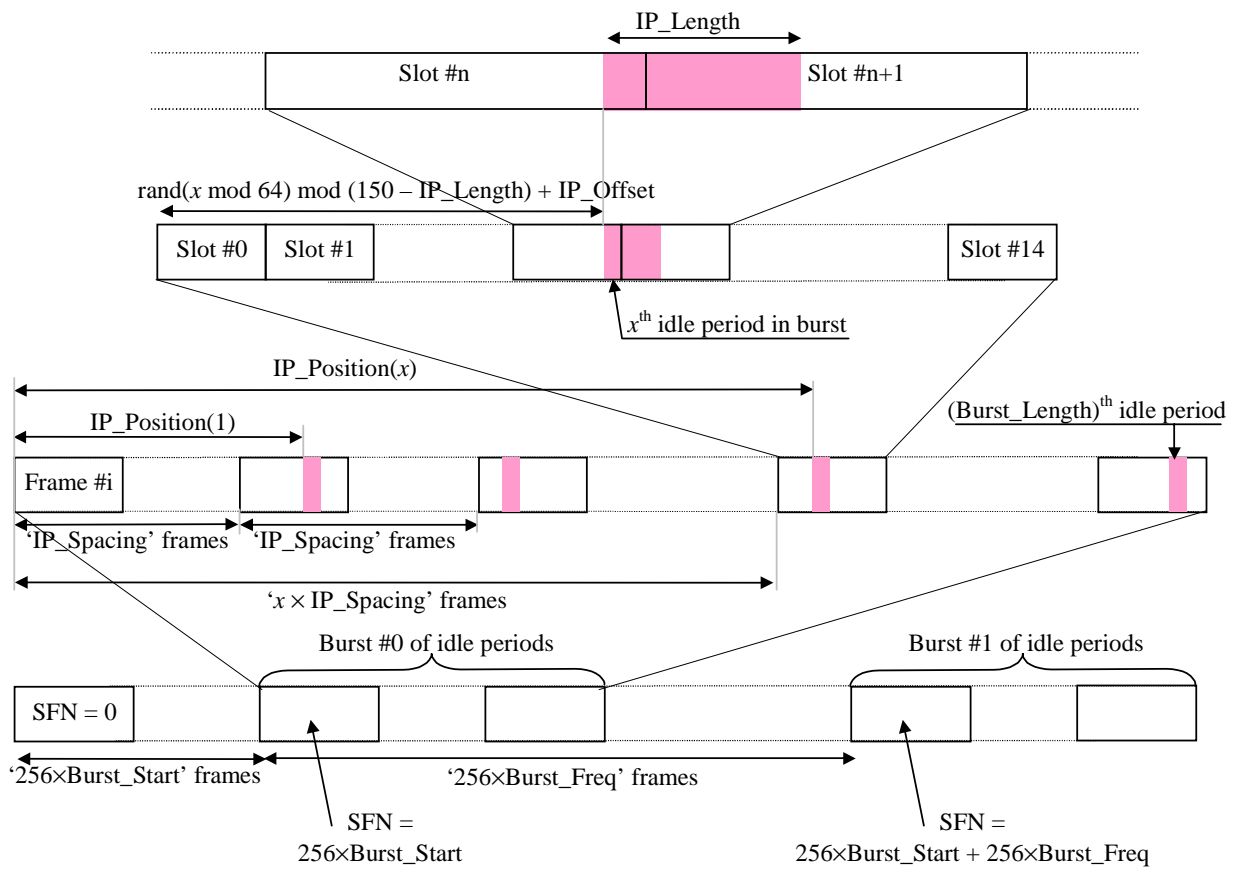 IP_Length
Slot #n
Slot #n+1
rand(x mod 64) mod (150 – IP_Length) + IP_Offset
Slot #0
Slot #1
Slot #14
xth idle period in burst
IP_Position(x)
IP_Position(1)
(Burst_Length)th idle period
Frame #i
‘IP_Spacing’ frames
‘IP_Spacing’ frames
‘x × IP_Spacing’ frames
Burst #0 of idle periods
Burst #1 of idle periods
SFN = 0
‘256×Burst_Start’ frames
‘256×Burst_Freq’ frames
SFN =
256×Burst_Start
SFN =
256×Burst_Start + 256×Burst_Freq